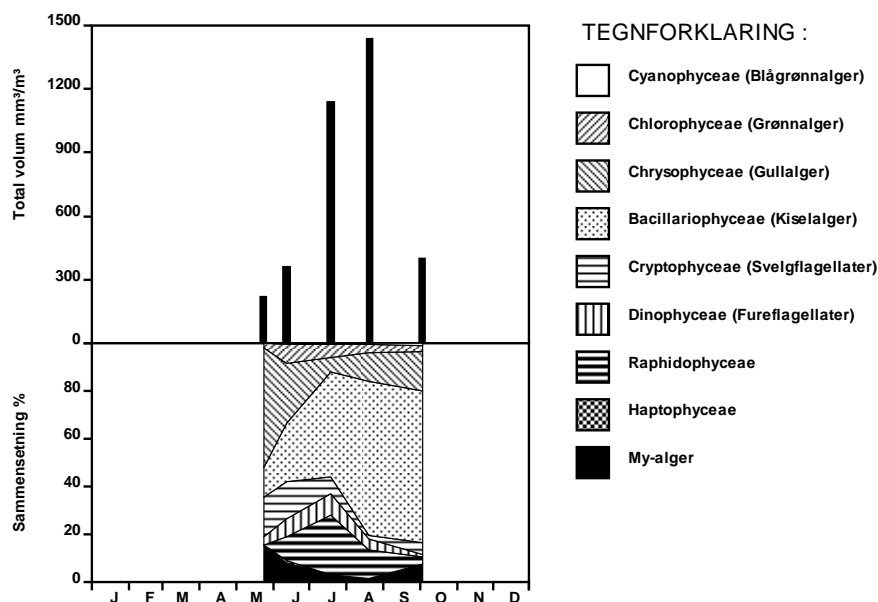 1500
1200
900
600
300
0
Total volum mm³/m³
80
60
40
20
0
Sammensetning %
J F M A M J J A S O N D
TEGNFORKLARING :
Cyanophyceae (Blågrønnalger)
Chlorophyceae (Grønnalger)
Chrysophyceae (Gullalger)
Bacillariophyceae (Kiselalger)
Cryptophyceae (Svelgflagellater)
Dinophyceae (Fureflagellater)
Raphidophyceae
Haptophyceae
My-alger